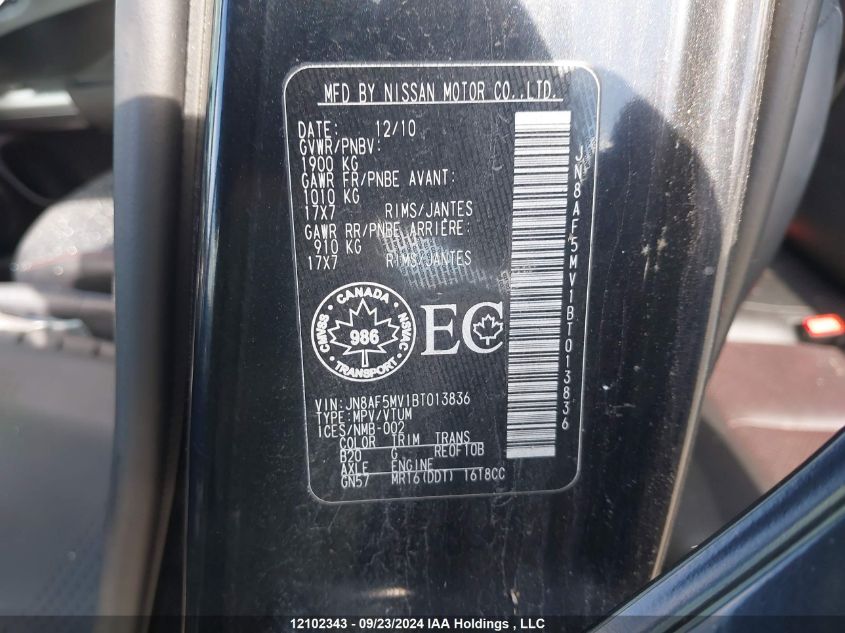 MFD BY NISSAN MOTOR CO.,LTD.
DATE: 12/10
GVWR/PNBV:
1900 KG
GAWR FR/PNBE AVANT:
1010 KG
17X7 RIMS/JANTES
GAWR RR/PNBE ARRIÈRE:
910 KG
17X7 RIMS/JANTES
CANADA
CMVSS 986 NSVAC
TRANSPORT
EC
VIN:JN8AF5MV1BT013836
TYPE:MPV/VTUM
ICES/NMB-002
COLOR TRIM TRANS
B20 G RE0F10B
AXLE ENGINE
GN57 MR16(DDT) 16T8CC
JN8AF5MV1BT013836
12102343 - 09/23/2024 IAA Holdings , LLC